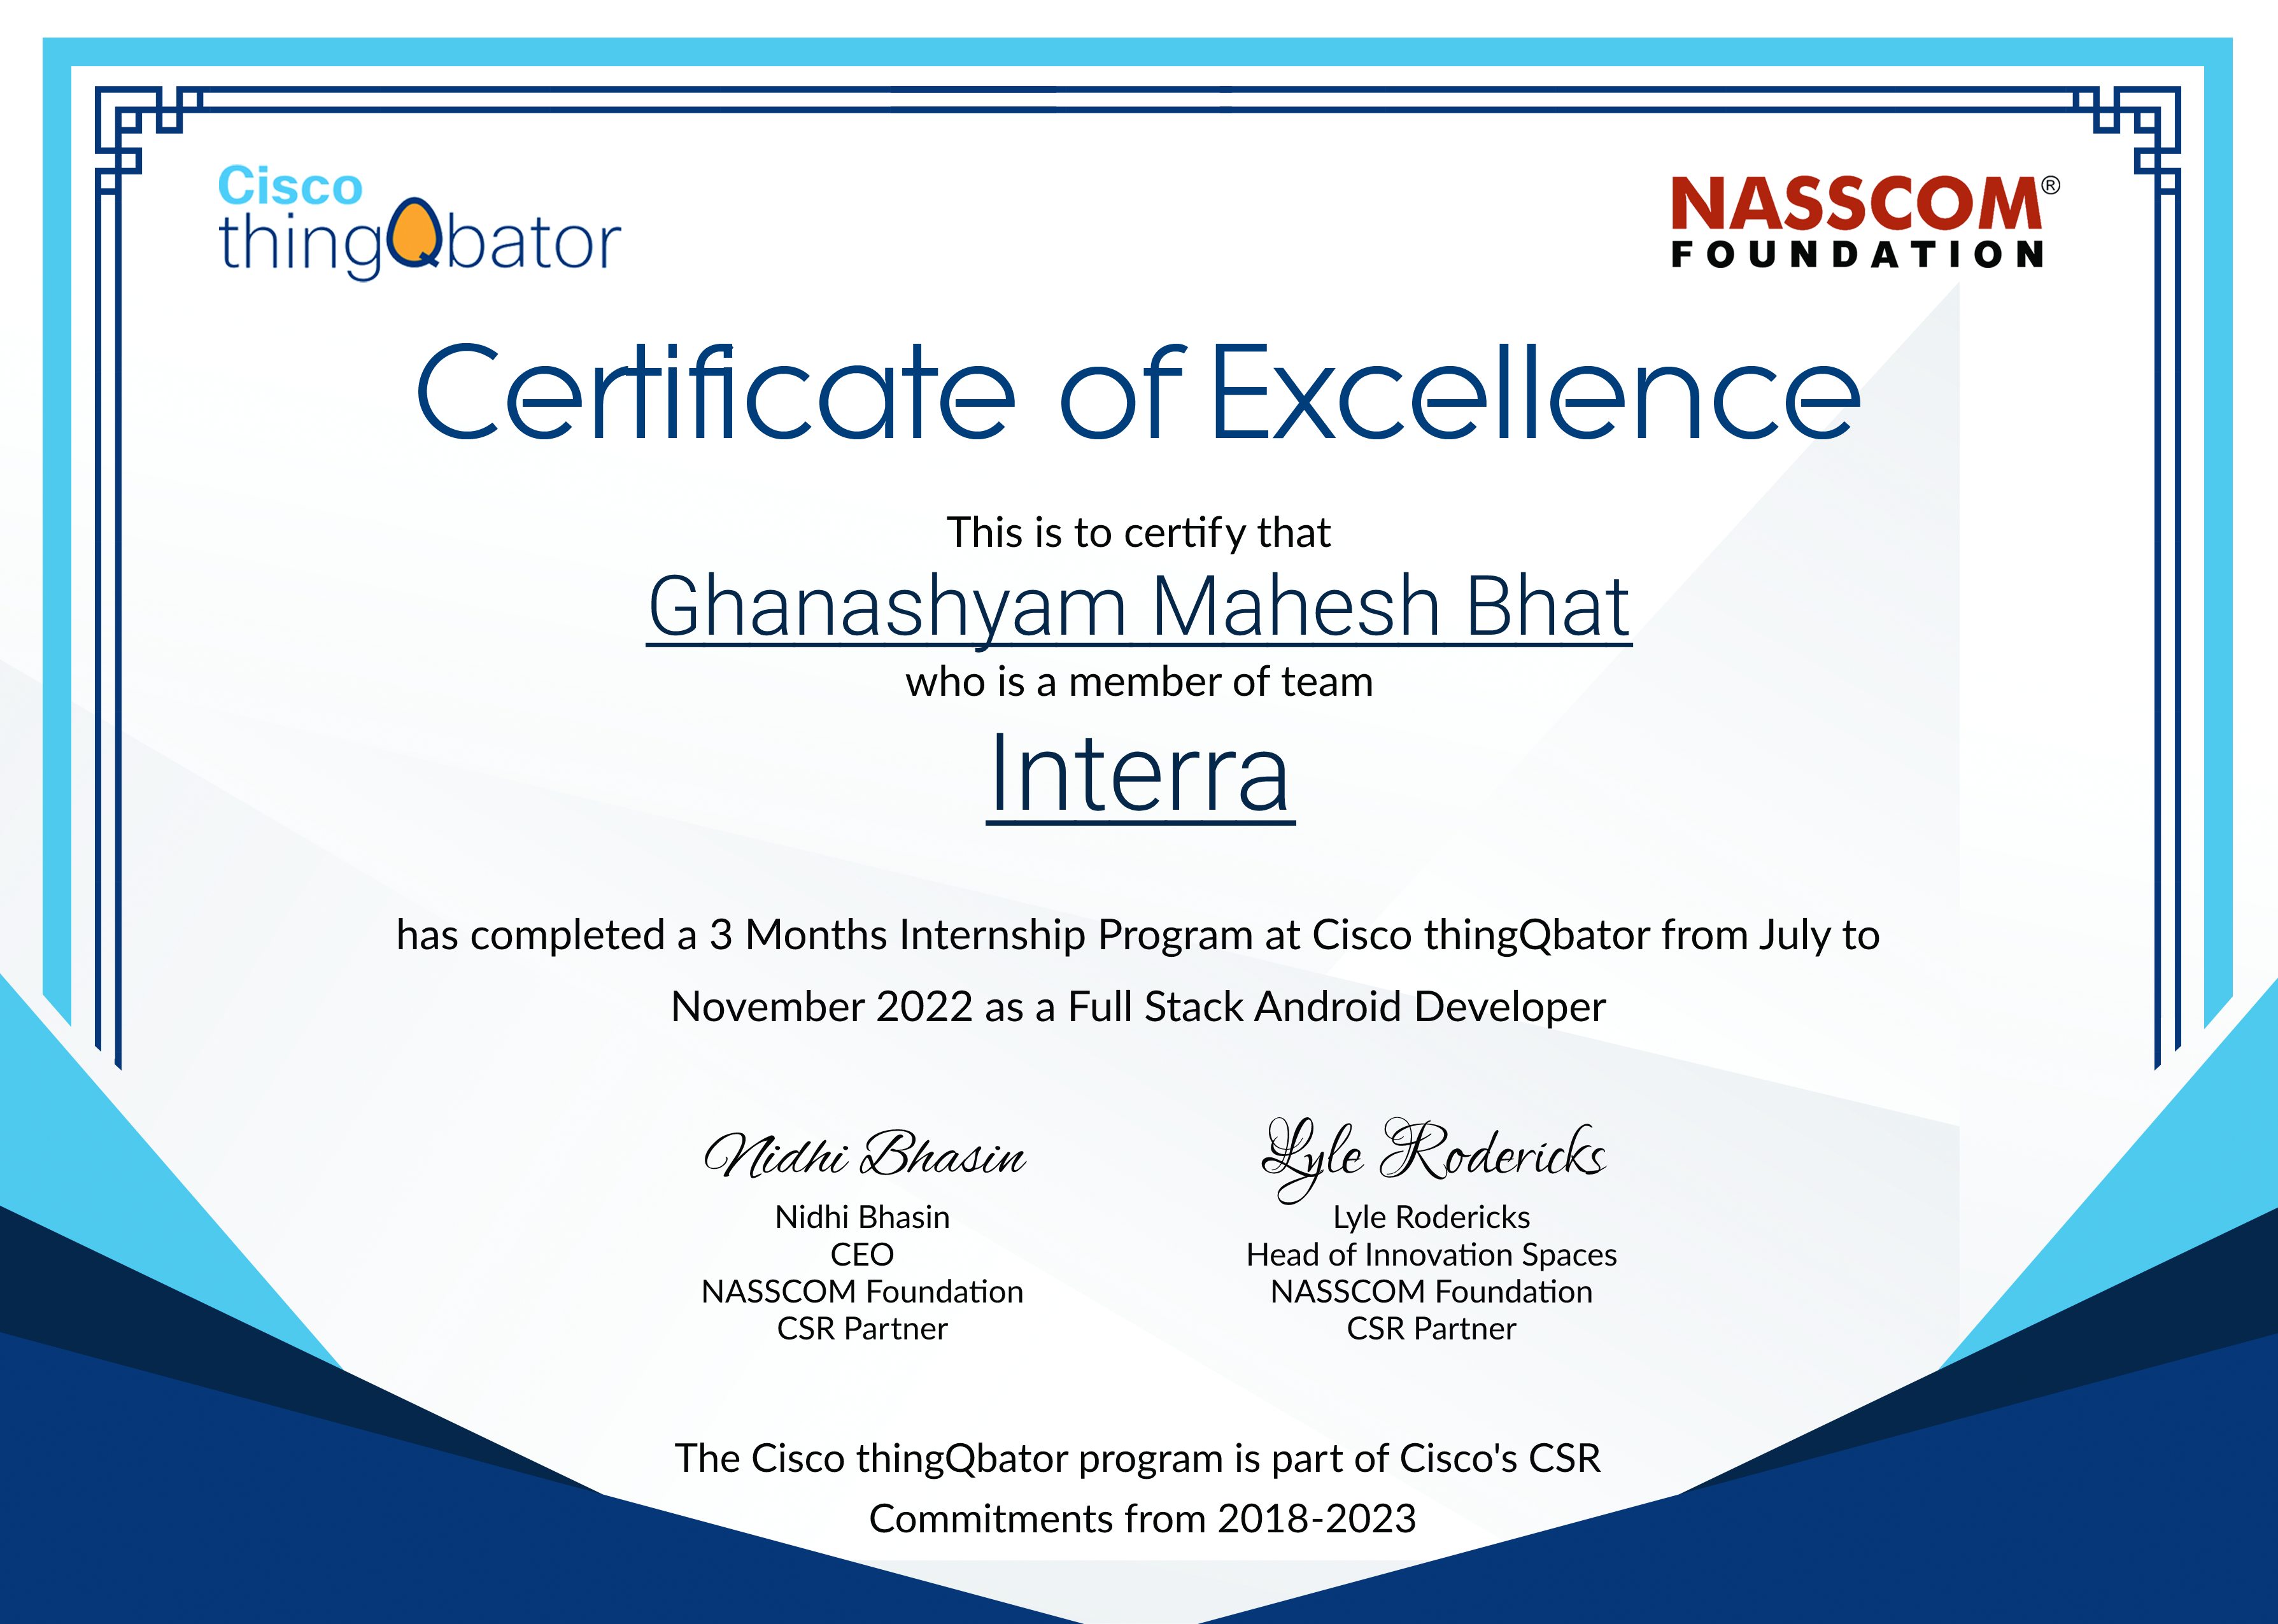 Cisco
thingQbator
NASSCOM®
FOUNDATION
Certificate of Excellence
This is to certify that
Ghanashyam Mahesh Bhat
who is a member of team
Interra
has completed a 3 Months Internship Program at Cisco thingQbator from July to
November 2022 as a Full Stack Android Developer
Nidhi Bhasin
Nidhi Bhasin
CEO
NASSCOM Foundation
CSR Partner
Lyle Rodericks
Lyle Rodericks
Head of Innovation Spaces
NASSCOM Foundation
CSR Partner
The Cisco thingQbator program is part of Cisco's CSR
Commitments from 2018-2023